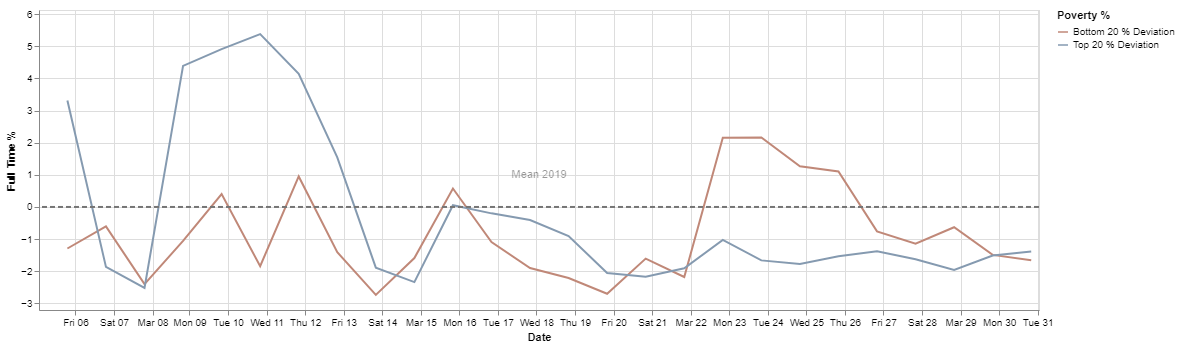 Poverty %
Bottom 20 % Deviation
Top 20 % Deviation
Full Time %
6
5
4
3
2
1
0
−1
−2
−3
Mean 2019
Fri 06 Sat 07 Mar 08 Mon 09 Tue 10 Wed 11 Thu 12 Fri 13 Sat 14 Mar 15 Mon 16 Tue 17 Wed 18 Thu 19 Fri 20 Sat 21 Mar 22 Mon 23 Tue 24 Wed 25 Thu 26 Fri 27 Sat 28 Mar 29 Mon 30 Tue 31
Date